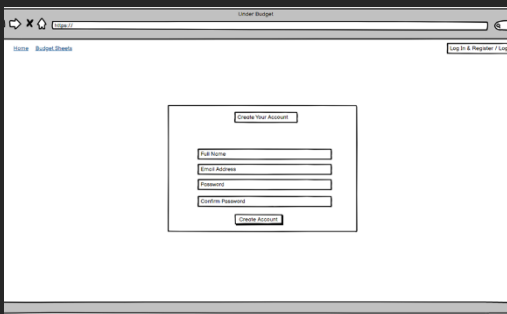 Under Budget
https://
Home Budget Sheets
Log In & Register / Log
Create Your Account
Full Name
Email Address
Password
Confirm Password
Create Account